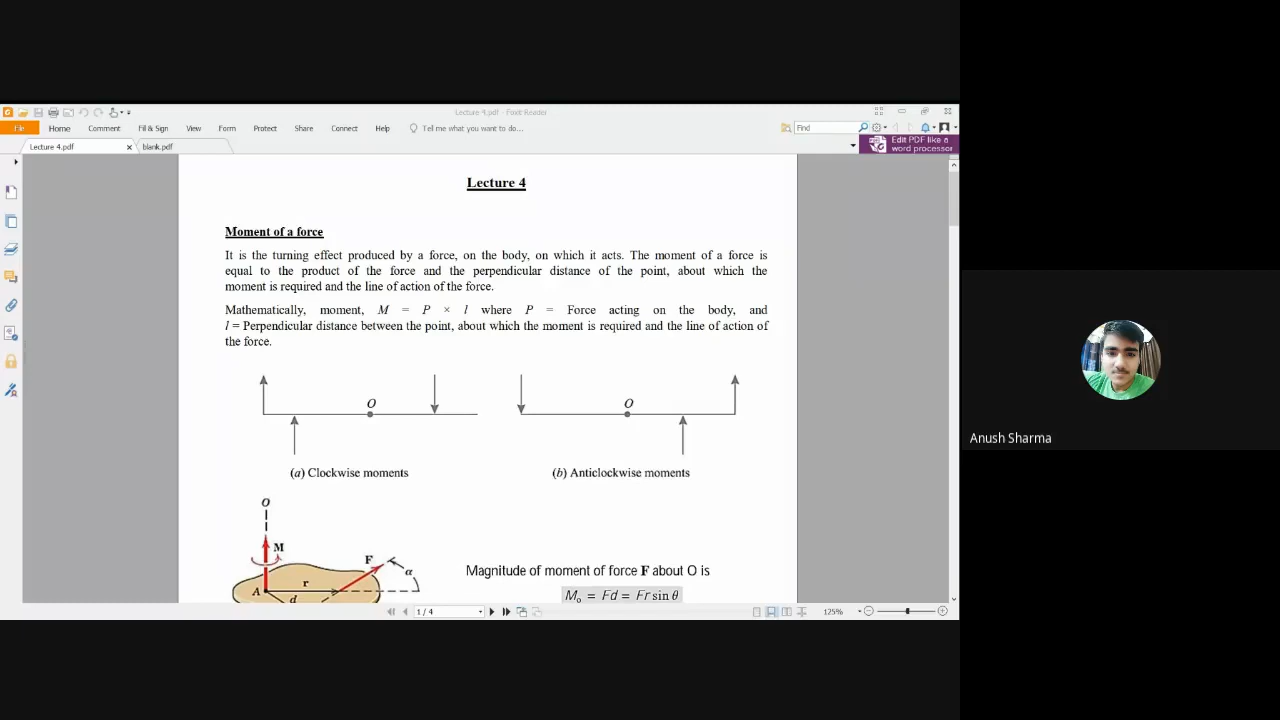 Lecture 4.pdf - Foxit Reader
File Home Comment Fill & Sign View Form Protect Share Connect Help Tell me what you want to do... Find
Lecture 4.pdf blank.pdf Edit PDF like a
word processor
Lecture 4
Moment of a force
It is the turning effect produced by a force, on the body, on which it acts. The moment of a force is
equal to the product of the force and the perpendicular distance of the point, about which the
moment is required and the line of action of the force.
Mathematically, moment, M = P × l where P = Force acting on the body, and
l = Perpendicular distance between the point, about which the moment is required and the line of action of
the force.
O O
(a) Clockwise moments (b) Anticlockwise moments
O
M
F
α
r
A
d
Magnitude of moment of force F about O is
Mo = Fd = Fr sin θ
1 / 4 125%
Anush Sharma